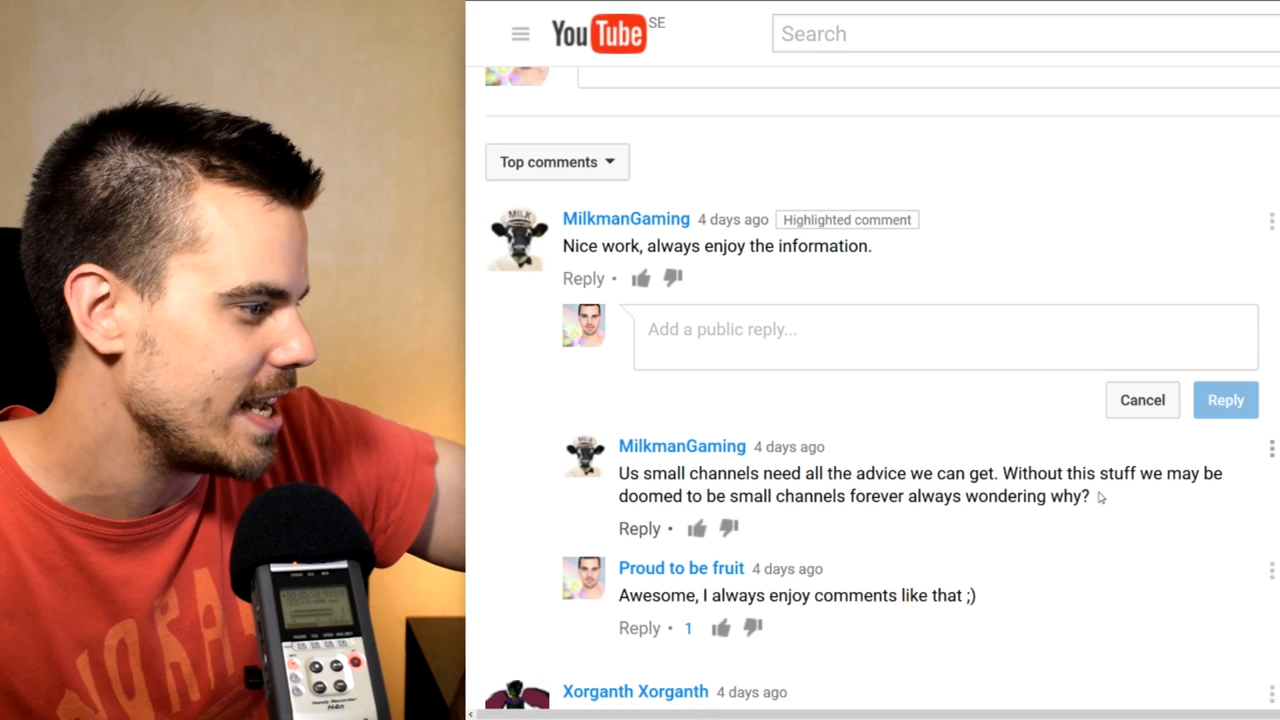 YouTube SE
Search
Top comments
MilkmanGaming 4 days ago Highlighted comment
Nice work, always enjoy the information.
Reply •
Add a public reply...
Cancel Reply
MilkmanGaming 4 days ago
Us small channels need all the advice we can get. Without this stuff we may be
doomed to be small channels forever always wondering why?
Reply •
Proud to be fruit 4 days ago
Awesome, I always enjoy comments like that ;)
Reply • 1
Xorganth Xorganth 4 days ago
MILK
H4n